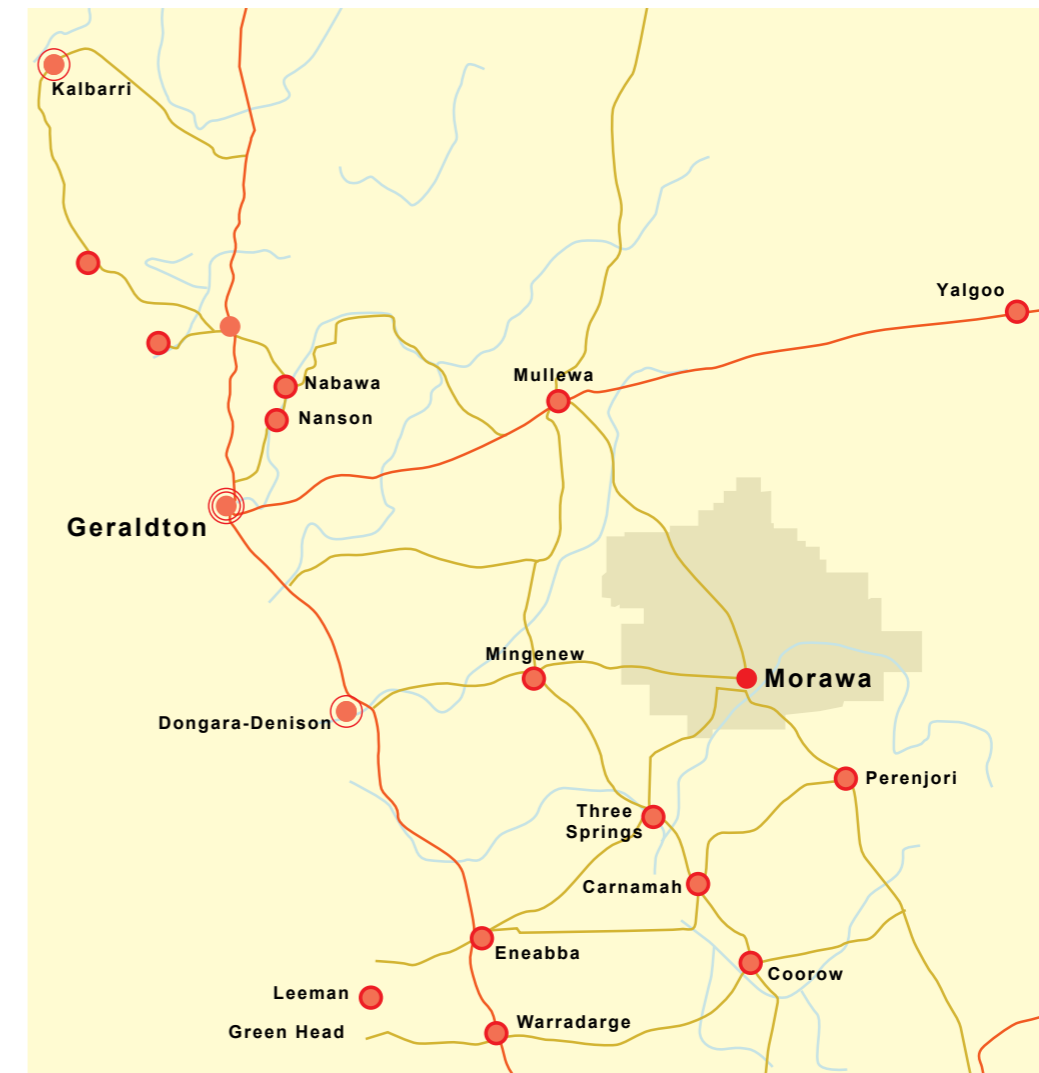 Kalbarri
Yalgoo
Mullewa
Nabawa
Nanson
Geraldton
Mingenew
Morawa
Dongara-Denison
Perenjori
Three
Springs
Carnamah
Eneabba
Coorow
Leeman
Warradarge
Green Head